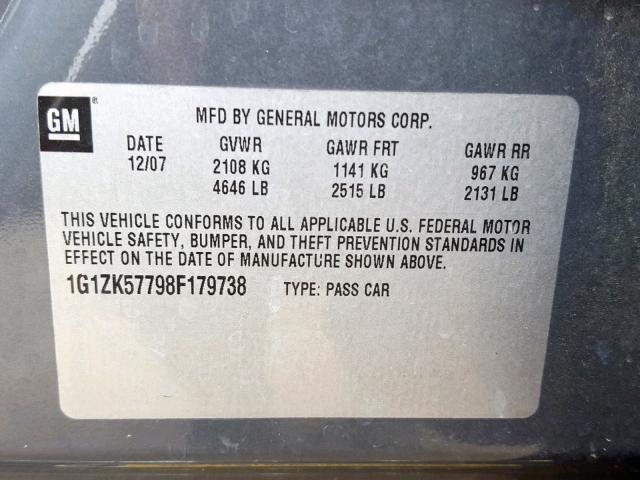 GM®
MFD BY GENERAL MOTORS CORP.
DATE GVWR GAWR FRT GAWR RR
12/07 2108 KG 1141 KG 967 KG
4646 LB 2515 LB 2131 LB
THIS VEHICLE CONFORMS TO ALL APPLICABLE U.S. FEDERAL MOTOR
VEHICLE SAFETY, BUMPER, AND THEFT PREVENTION STANDARDS IN
EFFECT ON THE DATE OF MANUFACTURE SHOWN ABOVE.
1G1ZK57798F179738 TYPE: PASS CAR